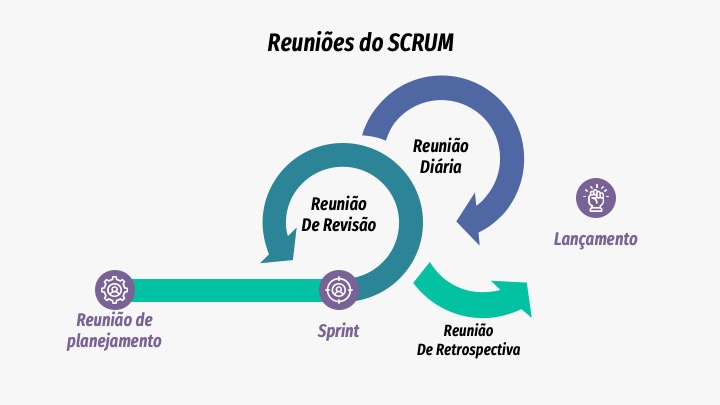 Reuniões do SCRUM
Reunião
Diária
Reunião
De Revisão
Lançamento
Reunião de
planejamento
Sprint
Reunião
De Retrospectiva